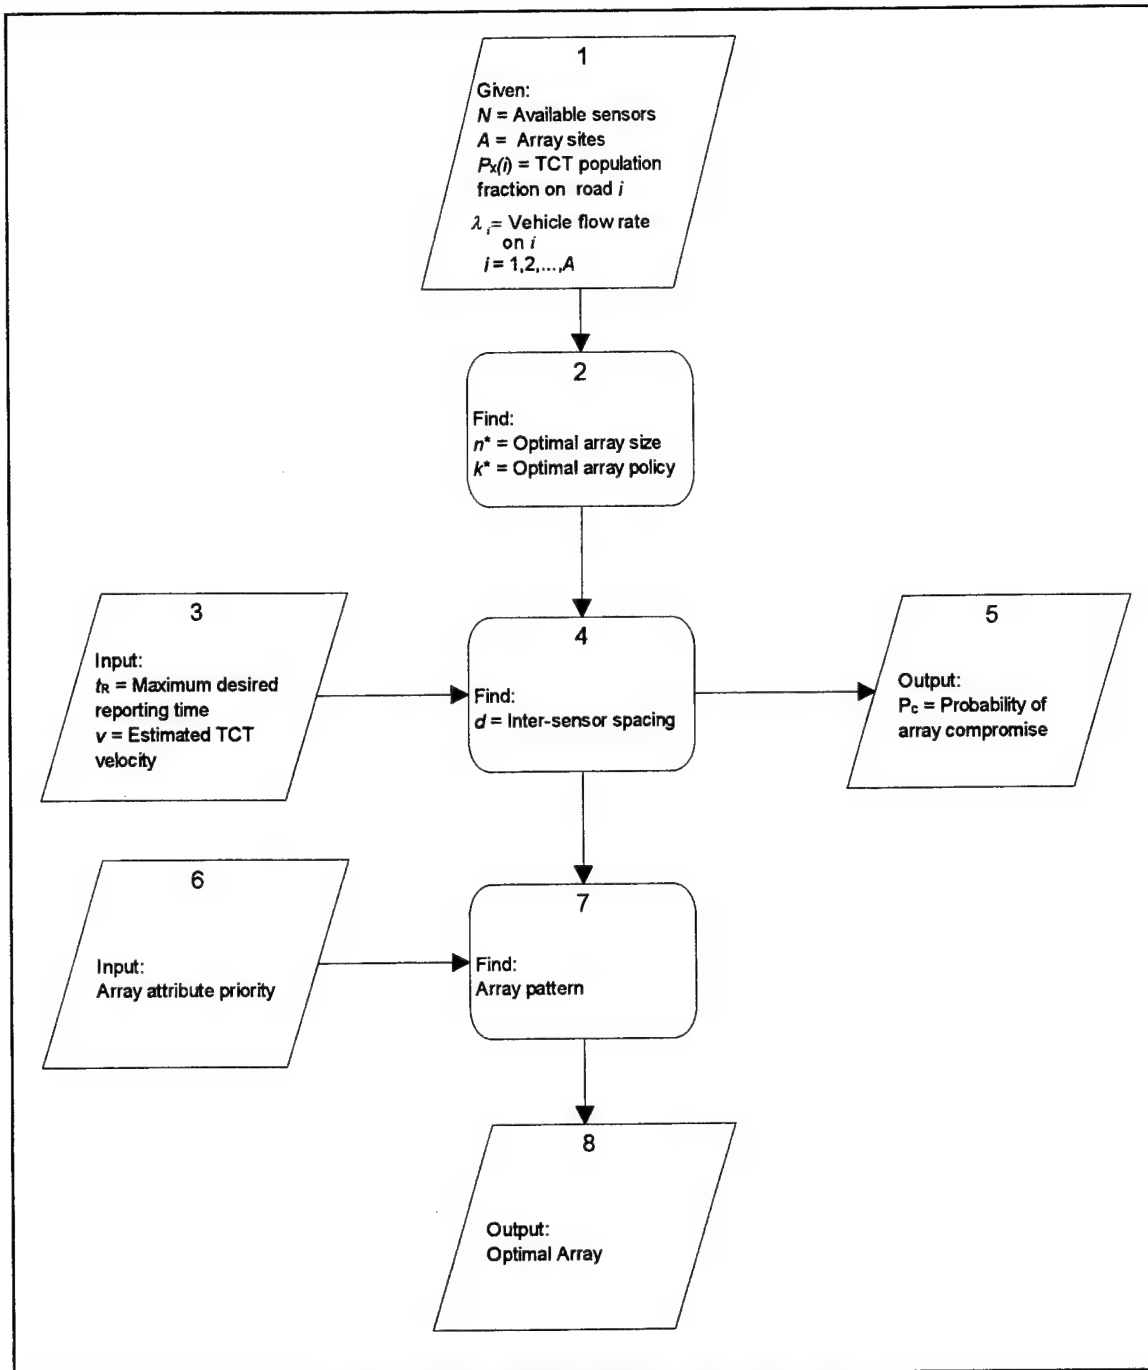 1
Given:
N = Available sensors
A = Array sites
Px(i) = TCT population
fraction on road i
λ i = Vehicle flow rate
on i
i = 1,2,...,A
2
Find:
n* = Optimal array size
k* = Optimal array policy
3
Input:
tR = Maximum desired
reporting time
v = Estimated TCT
velocity
4
Find:
d = Inter-sensor spacing
5
Output:
Pc = Probability of
array compromise
6
Input:
Array attribute priority
7
Find:
Array pattern
8
Output:
Optimal Array